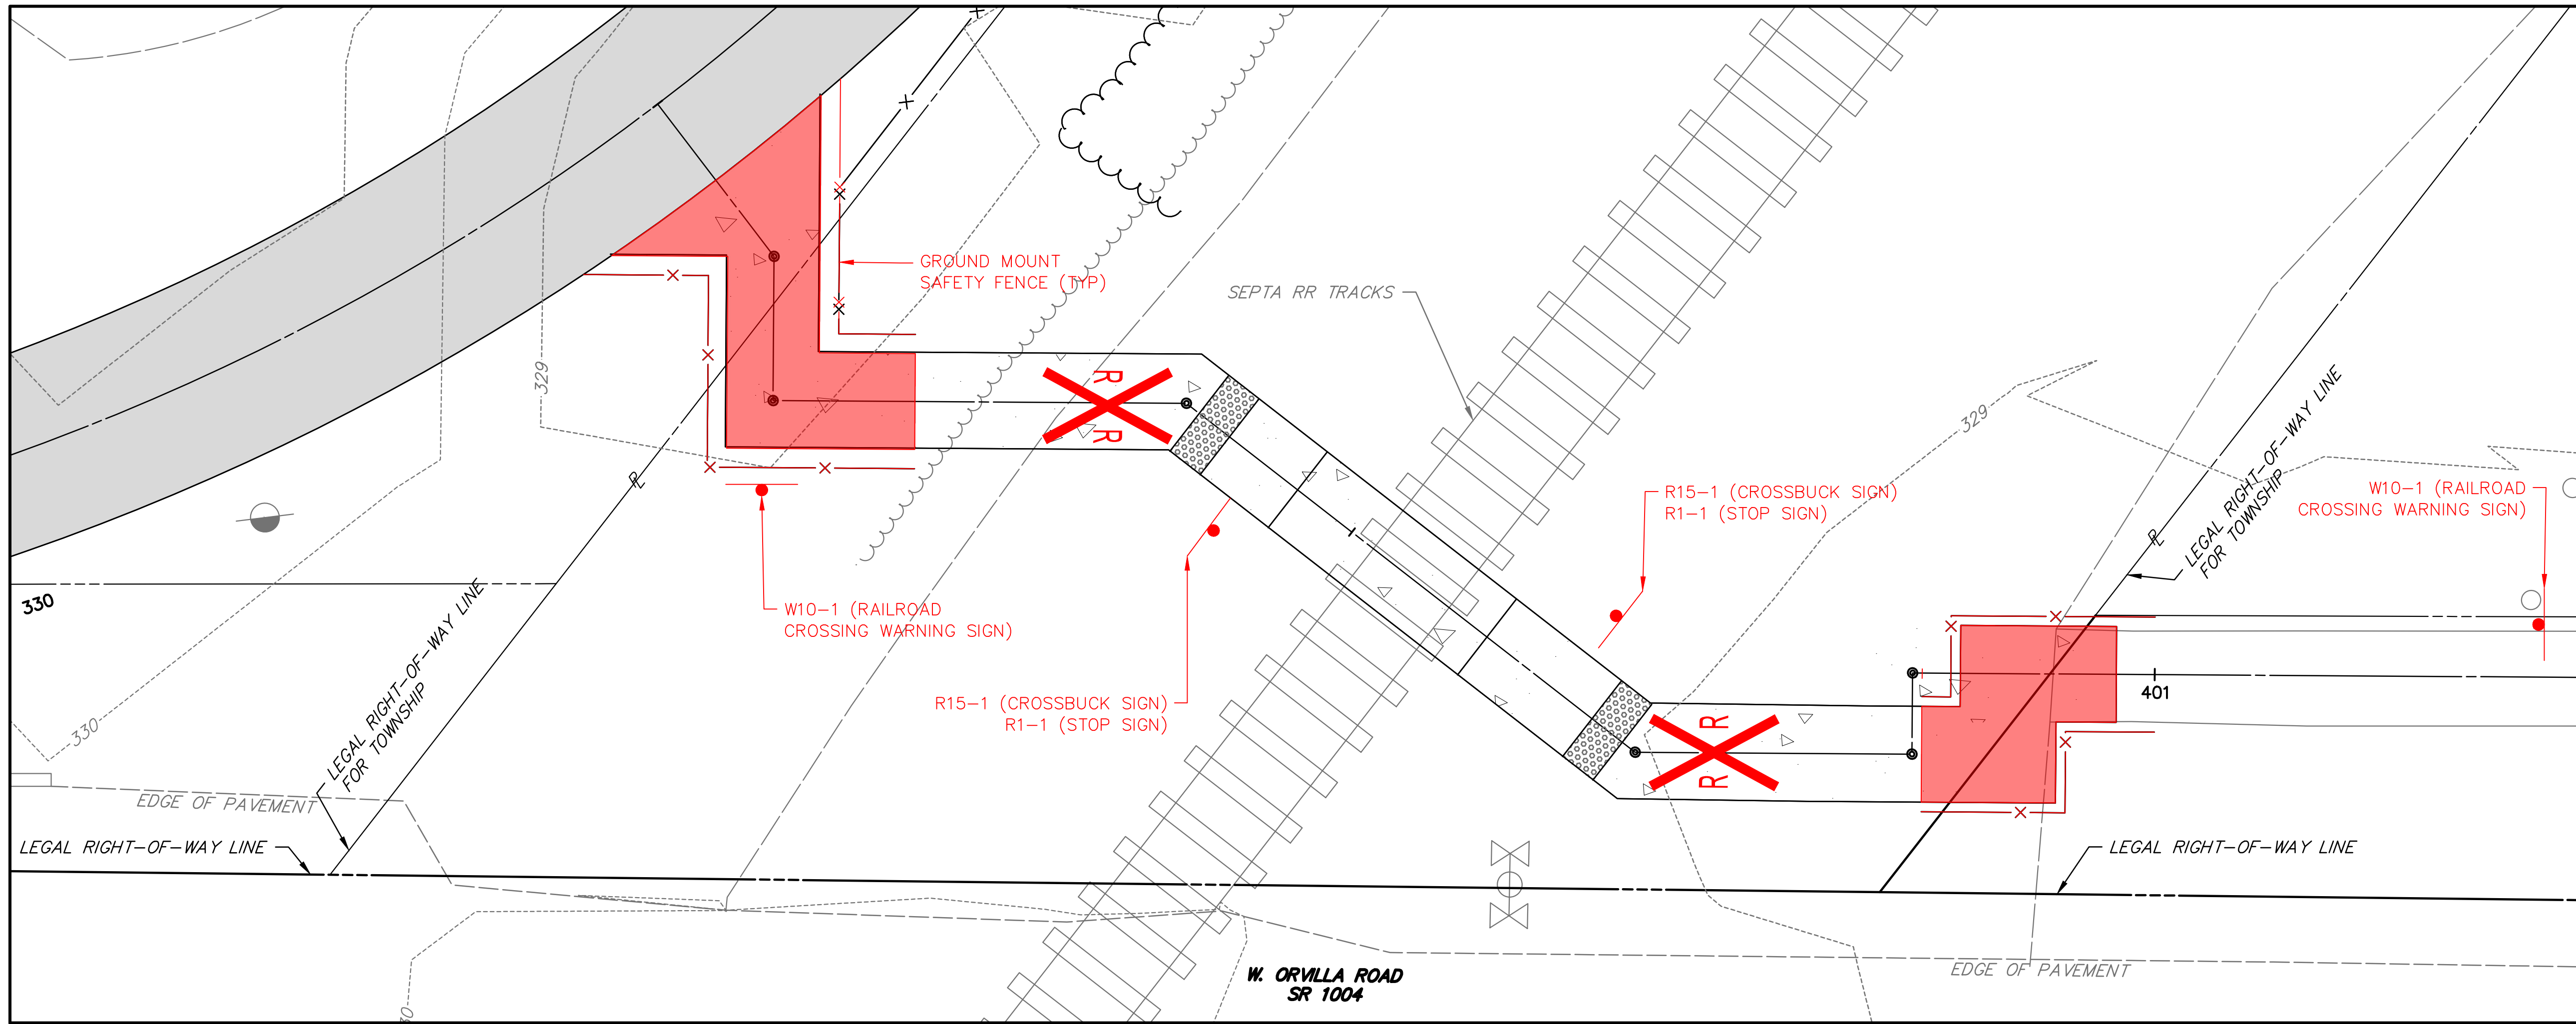 GROUND MOUNT
SAFETY FENCE (TYP)
SEPTA RR TRACKS
329
R
R
329
LEGAL RIGHT-OF-WAY LINE
FOR TOWNSHIP
PL
PL
R15-1 (CROSSBUCK SIGN)
R1-1 (STOP SIGN)
W10-1 (RAILROAD
CROSSING WARNING SIGN)
330
W10-1 (RAILROAD
CROSSING WARNING SIGN)
LEGAL RIGHT-OF-WAY LINE
FOR TOWNSHIP
R15-1 (CROSSBUCK SIGN)
R1-1 (STOP SIGN)
401
R
R
330
EDGE OF PAVEMENT
LEGAL RIGHT-OF-WAY LINE
LEGAL RIGHT-OF-WAY LINE
W. ORVILLA ROAD
SR 1004
EDGE OF PAVEMENT
30